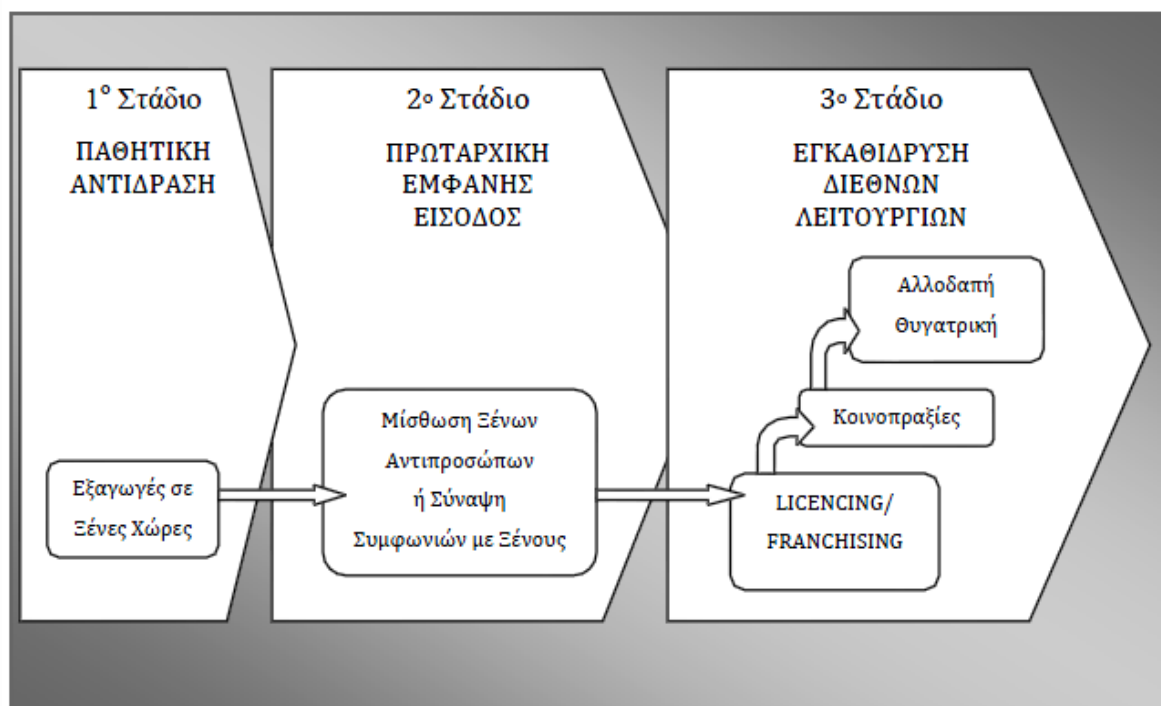 1° Στάδιο
ΠΑΘΗΤΙΚΗ
ΑΝΤΙΔΡΑΣΗ
Εξαγωγές σε
Ξένες Χώρες
2ο Στάδιο
ΠΡΩΤΑΡΧΙΚΗ
ΕΜΦΑΝΗΣ
ΕΙΣΟΔΟΣ
Μίσθωση Ξένων
Αντιπροσώπων
ή Σύναψη
Συμφωνιών με Ξένους
3ο Στάδιο
ΕΓΚΑΘΙΔΡΥΣΗ
ΔΙΕΘΝΩΝ
ΛΕΙΤΟΥΡΓΙΩΝ
Αλλοδαπή
Θυγατρική
Κοινοπραξίες
LICENCING/
FRANCHISING